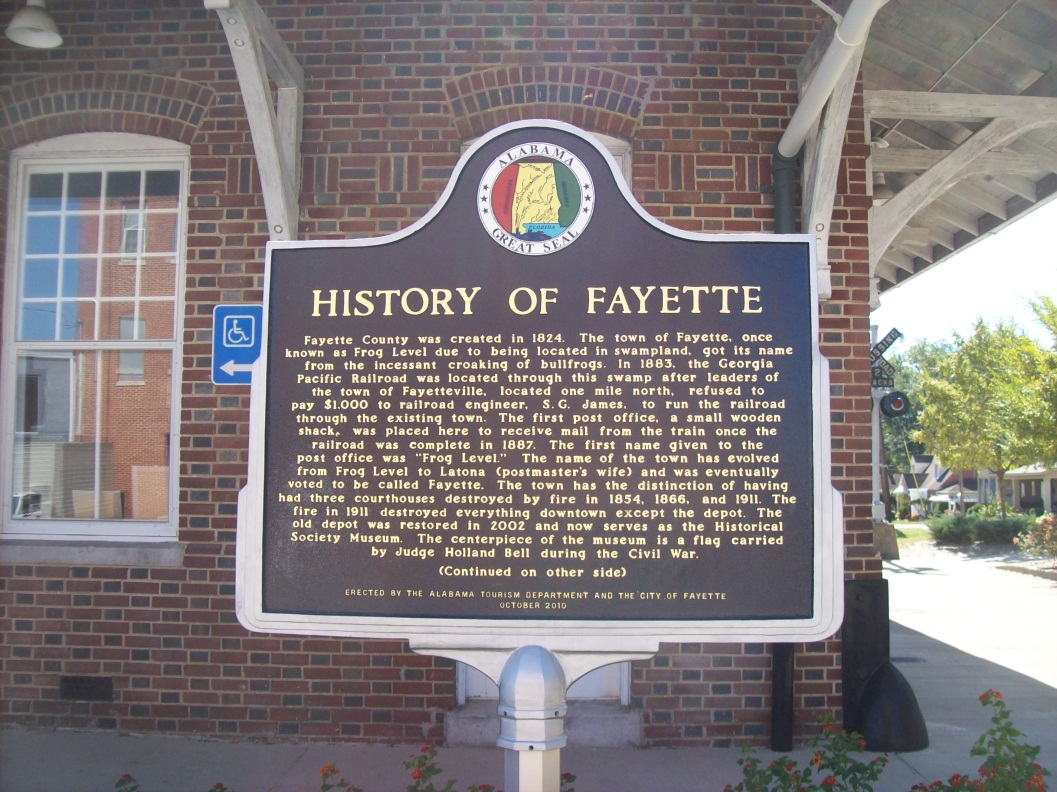 ALABAMA
FLORIDA
GREAT SEAL
HISTORY OF FAYETTE
Fayette County was created in 1824. The town of Fayette, once
known as Frog Level due to being located in swampland, got its name
from the incessant croaking of bullfrogs. In 1883, the Georgia
Pacific Railroad was located through this swamp after leaders of
the town of Fayetteville, located one mile north, refused to
pay $1,000 to railroad engineer, S.G. James, to run the railroad
through the existing town. The first post office, a small wooden
shack, was placed here to receive mail from the train once the
railroad was complete in 1887. The first name given to the
post office was "Frog Level." The name of the town has evolved
from Frog Level to Latona (postmaster's wife) and was eventually
voted to be called Fayette. The town has the distinction of having
had three courthouses destroyed by fire in 1854, 1866, and 1911. The
fire in 1911 destroyed everything downtown except the depot. The
old depot was restored in 2002 and now serves as the Historical
Society Museum. The centerpiece of the museum is a flag carried
by Judge Holland Bell during the Civil War.
(Continued on other side)
ERECTED BY THE ALABAMA TOURISM DEPARTMENT AND THE CITY OF FAYETTE
OCTOBER 2010